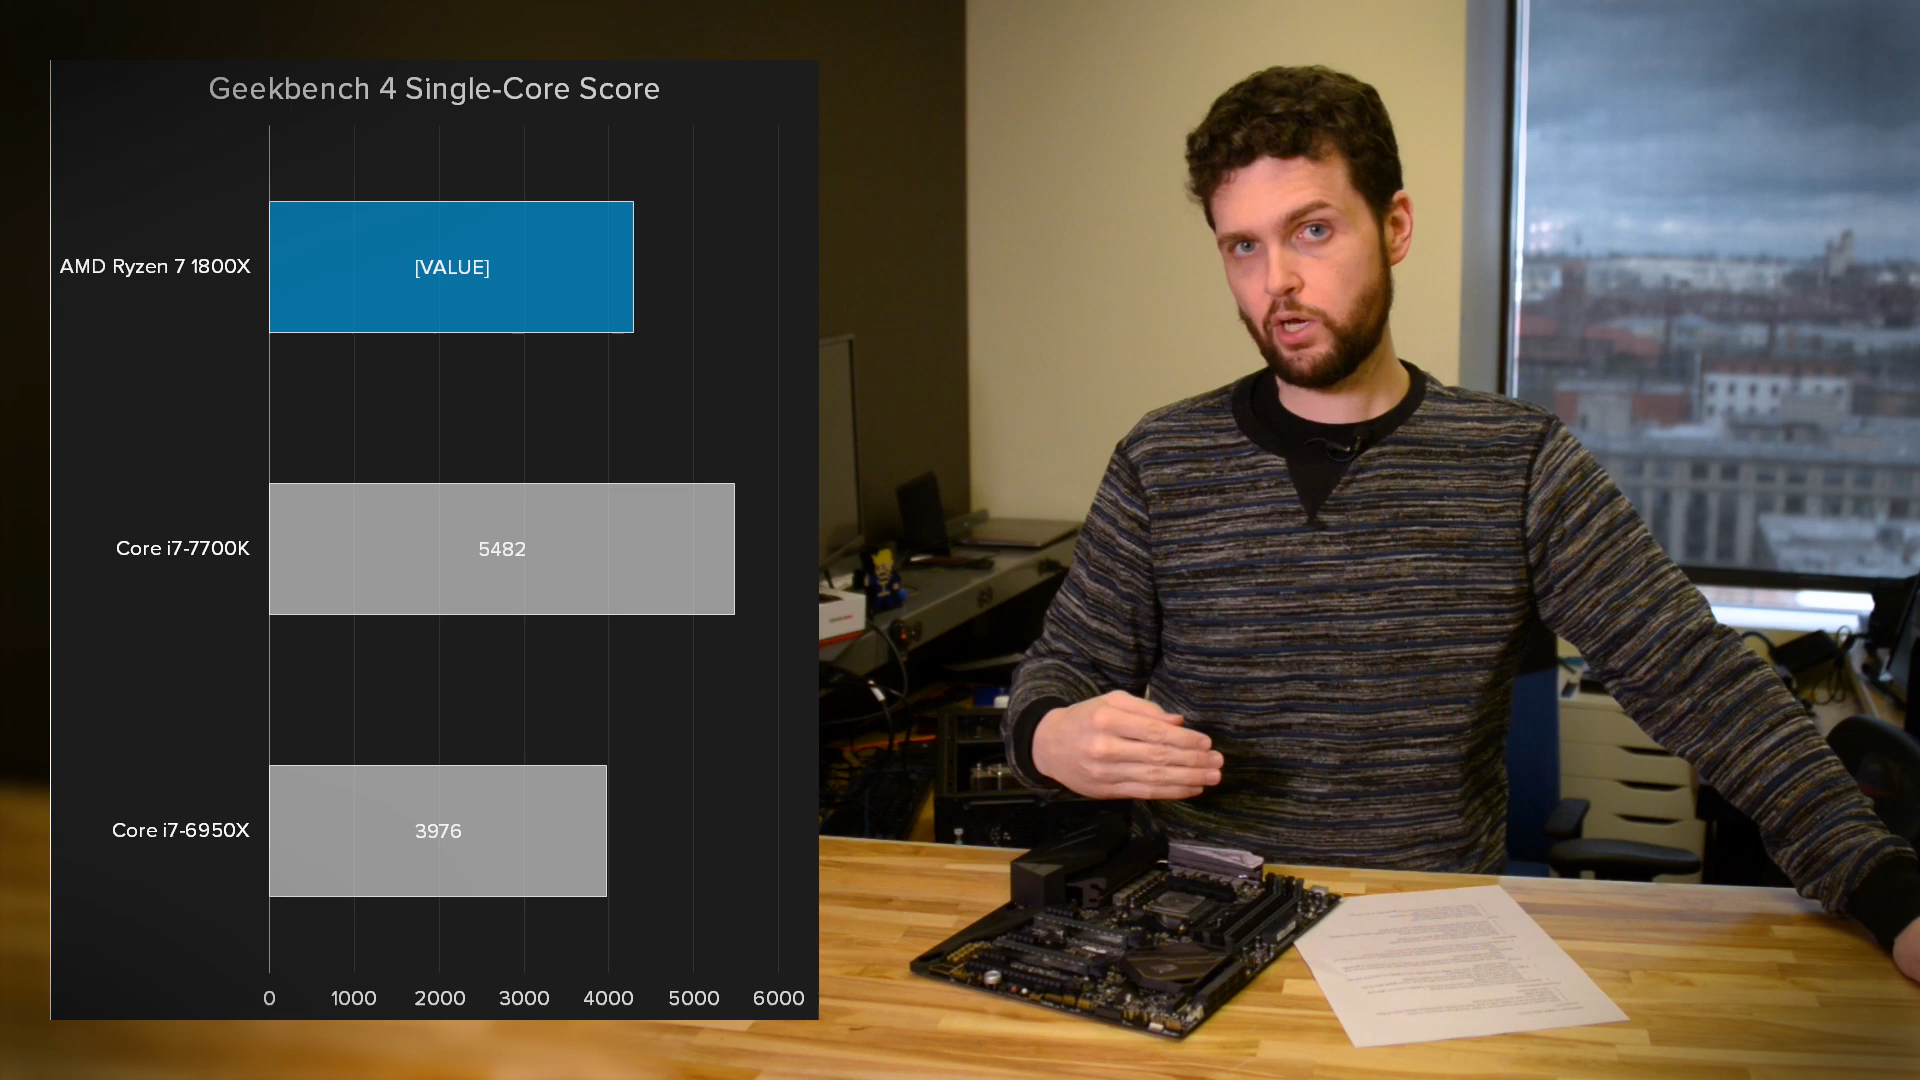 Geekbench 4 Single-Core Score
AMD Ryzen 7 1800X
[VALUE]
Core i7-7700K
5482
Core i7-6950X
3976
0 1000 2000 3000 4000 5000 6000